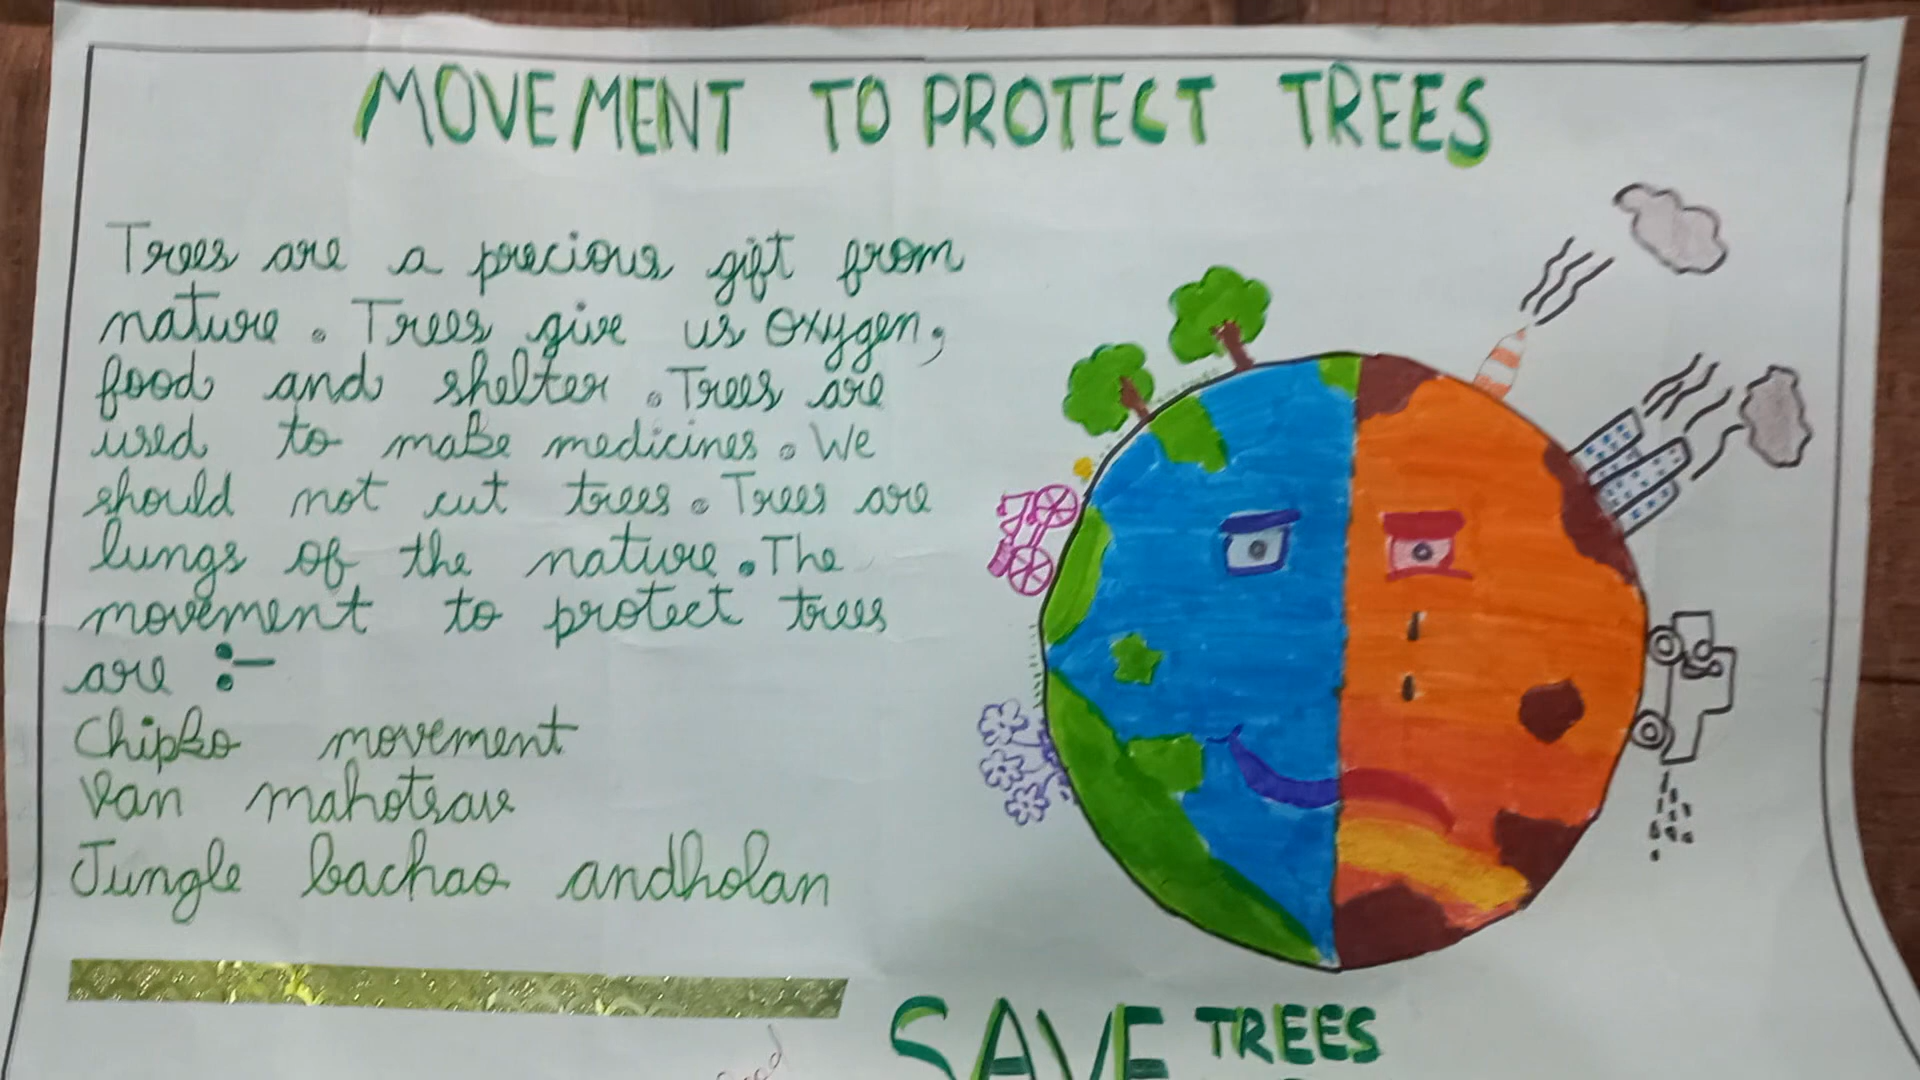 MOVEMENT TO PROTECT TREES
Trees are a precious gift from
nature. Trees give us oxygen,
food and shelter. Trees are
used to make medicines. We
should not cut trees. Trees are
lungs of the nature. The
movement to protect trees
are :-
Chipko movement
Van mahotsav
Jungle bachao andholan
SAVE TREES